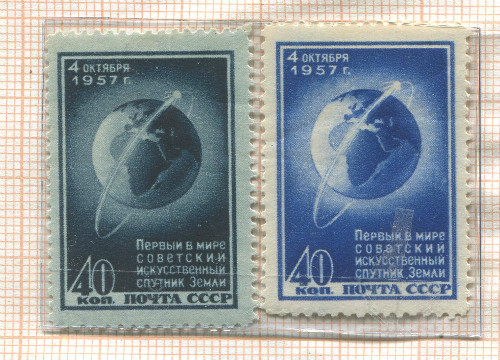 4 ОКТЯБРЯ
1957 г.
Первый в мире
советский
искусственный
спутник Земли
40 коп. ПОЧТА СССР
4 ОКТЯБРЯ
1957 г.
Первый в мире
советский
искусственный
спутник Земли
40 коп. ПОЧТА СССР